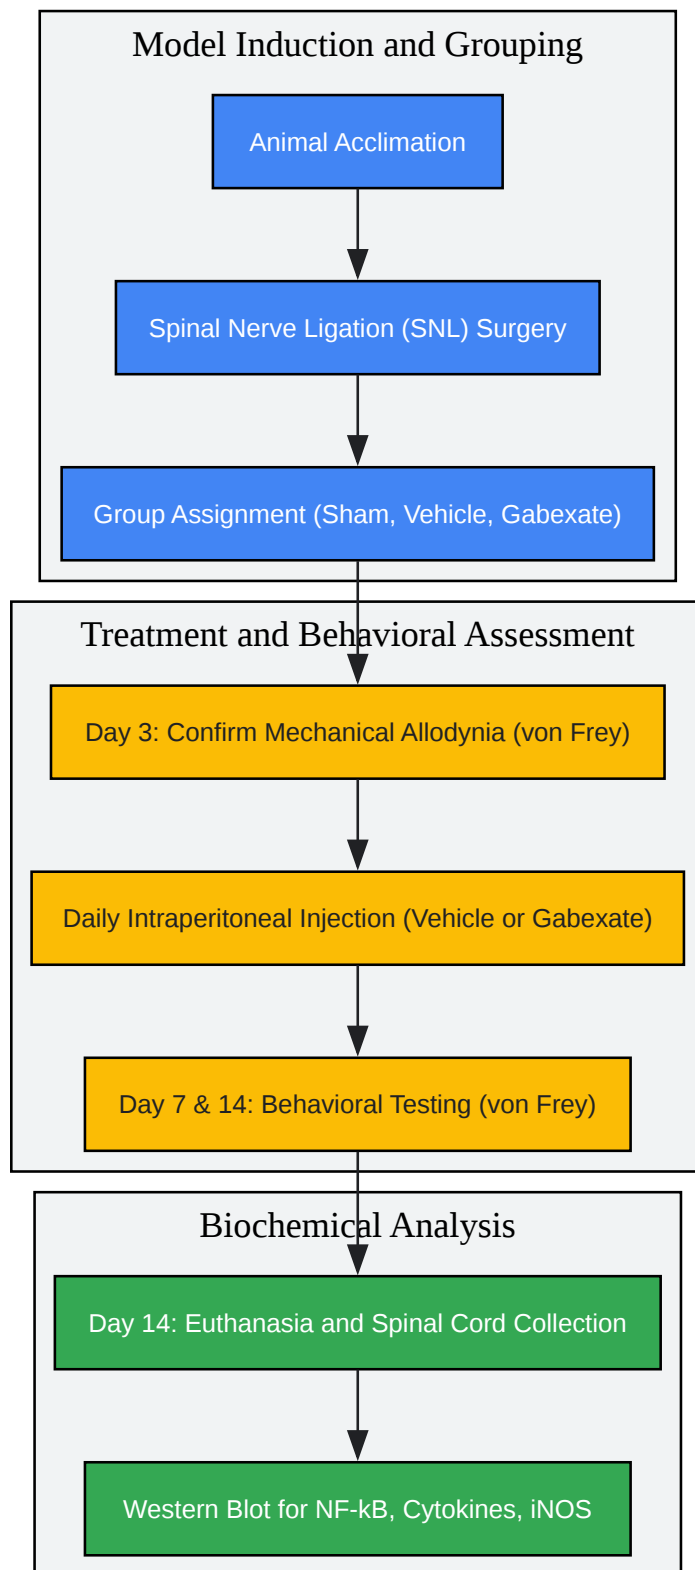 Model Induction and Grouping
Animal Acclimation
Spinal Nerve Ligation (SNL) Surgery
Group Assignment (Sham, Vehicle, Gabexate)
Treatment and Behavioral Assessment
Day 3: Confirm Mechanical Allodynia (von Frey)
Daily Intraperitoneal Injection (Vehicle or Gabexate)
Day 7 & 14: Behavioral Testing (von Frey)
Biochemical Analysis
Day 14: Euthanasia and Spinal Cord Collection
Western Blot for NF-kB, Cytokines, iNOS